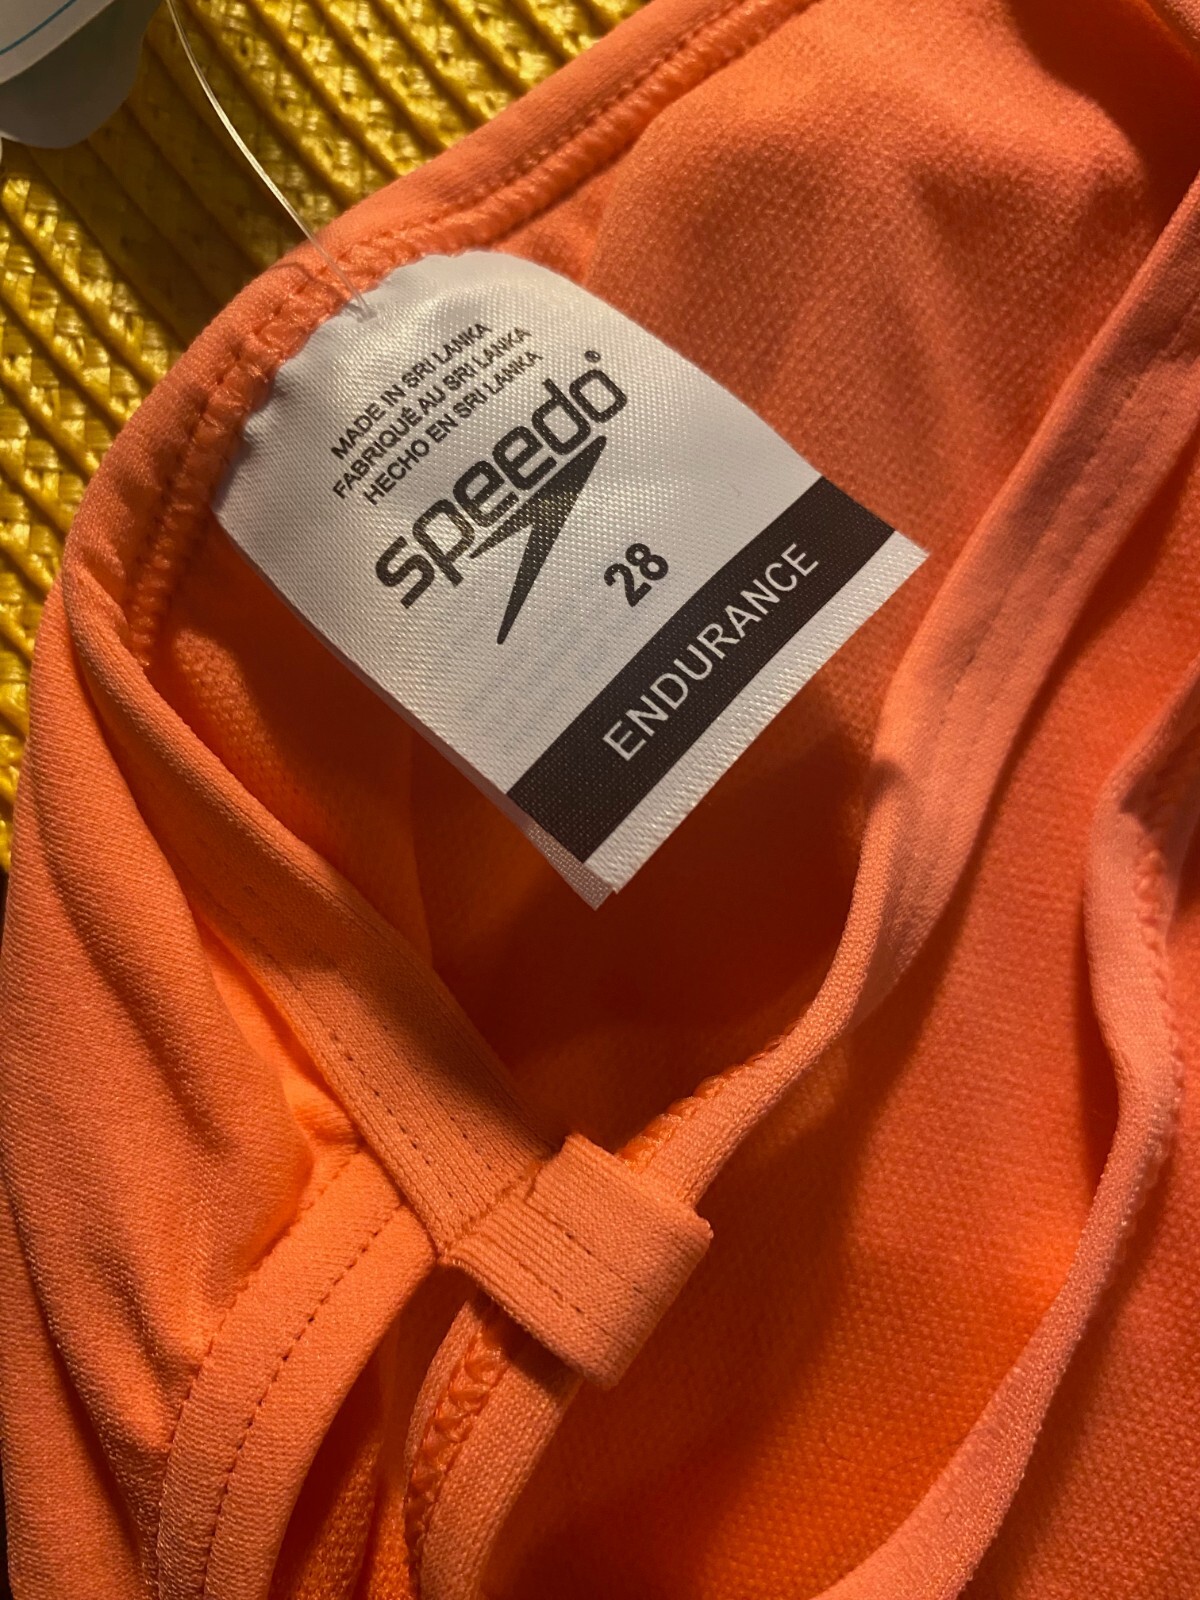 MADE IN SRI LANKA
FABRIQUÉ AU SRI LANKA
HECHO EN SRI LANKA
speedo®
28
ENDURANCE